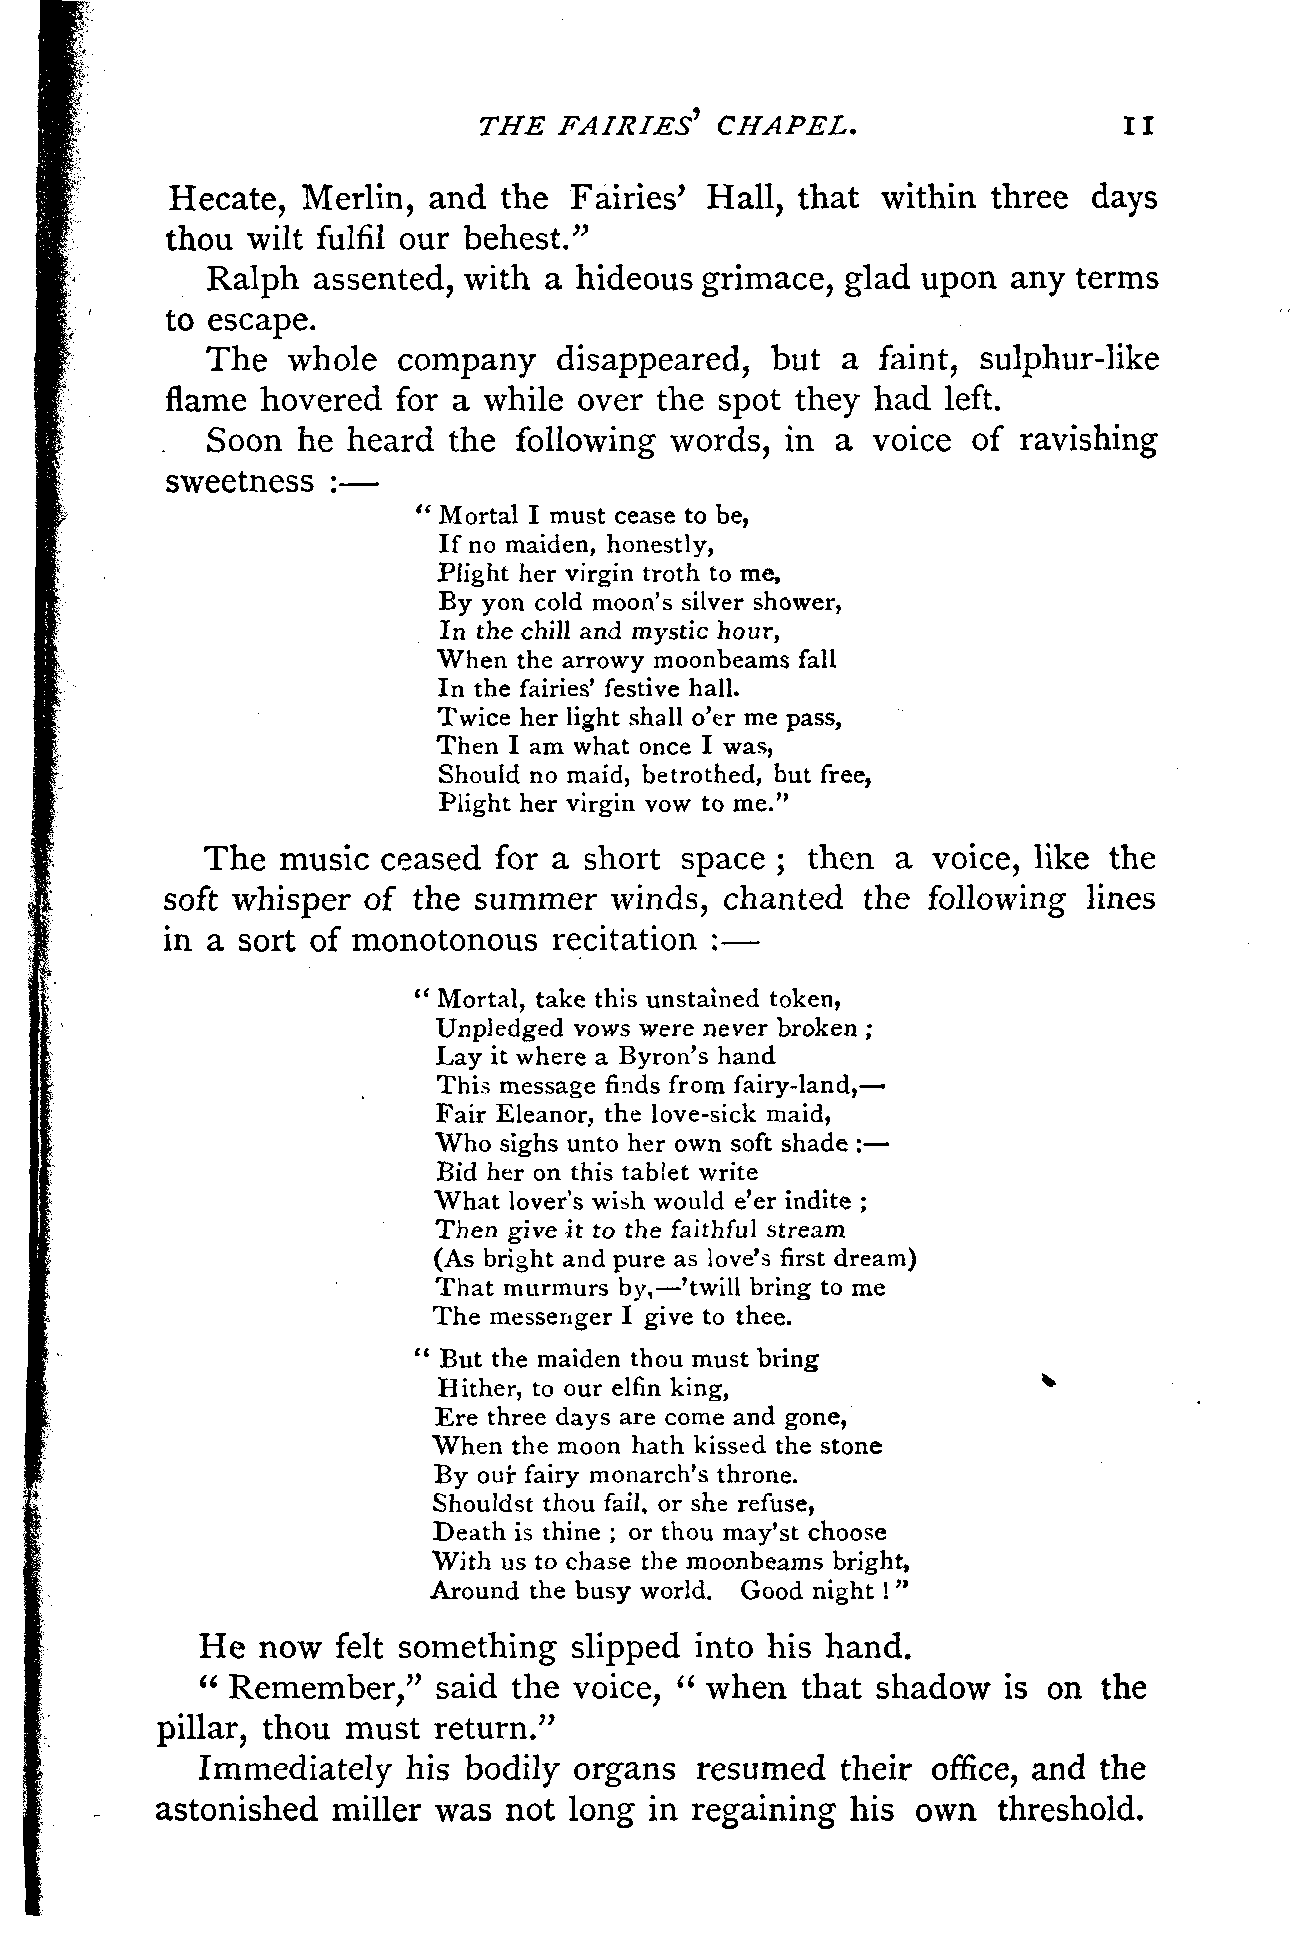 THE FAIRIES' CHAPEL. 11
Hecate, Merlin, and the Fairies' Hall, that within three days
thou wilt fulfil our behest."
Ralph assented, with a hideous grimace, glad upon any terms
to escape.
The whole company disappeared, but a faint, sulphur-like
flame hovered for a while over the spot they had left.
Soon he heard the following words, in a voice of ravishing
sweetness :—
" Mortal I must cease to be,
If no maiden, honestly,
Plight her virgin troth to me,
By yon cold moon's silver shower,
In the chill and mystic hour,
When the arrowy moonbeams fall
In the fairies' festive hall.
Twice her light shall o'er me pass,
Then I am what once I was,
Should no maid, betrothed, but free,
Plight her virgin vow to me."
The music ceased for a short space ; then a voice, like the
soft whisper of the summer winds, chanted the following lines
in a sort of monotonous recitation :—
" Mortal, take this unstained token,
Unpledged vows were never broken ;
Lay it where a Byron's hand
This message finds from fairy-land,—
Fair Eleanor, the love-sick maid,
Who sighs unto her own soft shade :—
Bid her on this tablet write
What lover's wish would e'er indite ;
Then give it to the faithful stream
(As bright and pure as love's first dream)
That murmurs by,—'twill bring to me
The messenger I give to thee.
" But the maiden thou must bring
Hither, to our elfin king,
Ere three days are come and gone,
When the moon hath kissed the stone
By our fairy monarch's throne.
Shouldst thou fail, or she refuse,
Death is thine ; or thou may'st choose
With us to chase the moonbeams bright,
Around the busy world. Good night ! "
He now felt something slipped into his hand.
" Remember," said the voice, " when that shadow is on the
pillar, thou must return."
Immediately his bodily organs resumed their office, and the
astonished miller was not long in regaining his own threshold.